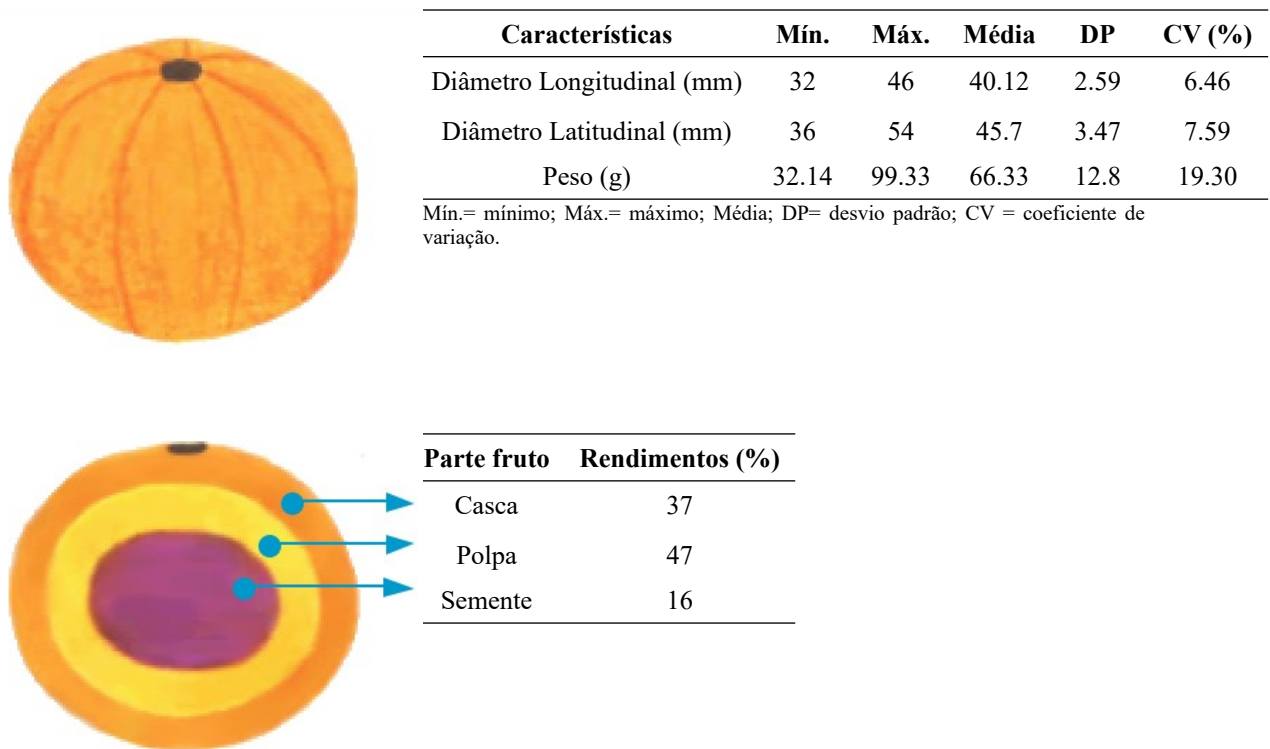 Características Mín. Máx. Média DP CV (%)
Diâmetro Longitudinal (mm) 32 46 40.12 2.59 6.46
Diâmetro Latitudinal (mm) 36 54 45.7 3.47 7.59
Peso (g) 32.14 99.33 66.33 12.8 19.30
Mín.= mínimo; Máx.= máximo; Média; DP= desvio padrão; CV = coeficiente de
variação.
Parte fruto Rendimentos (%)
Casca 37
Polpa 47
Semente 16